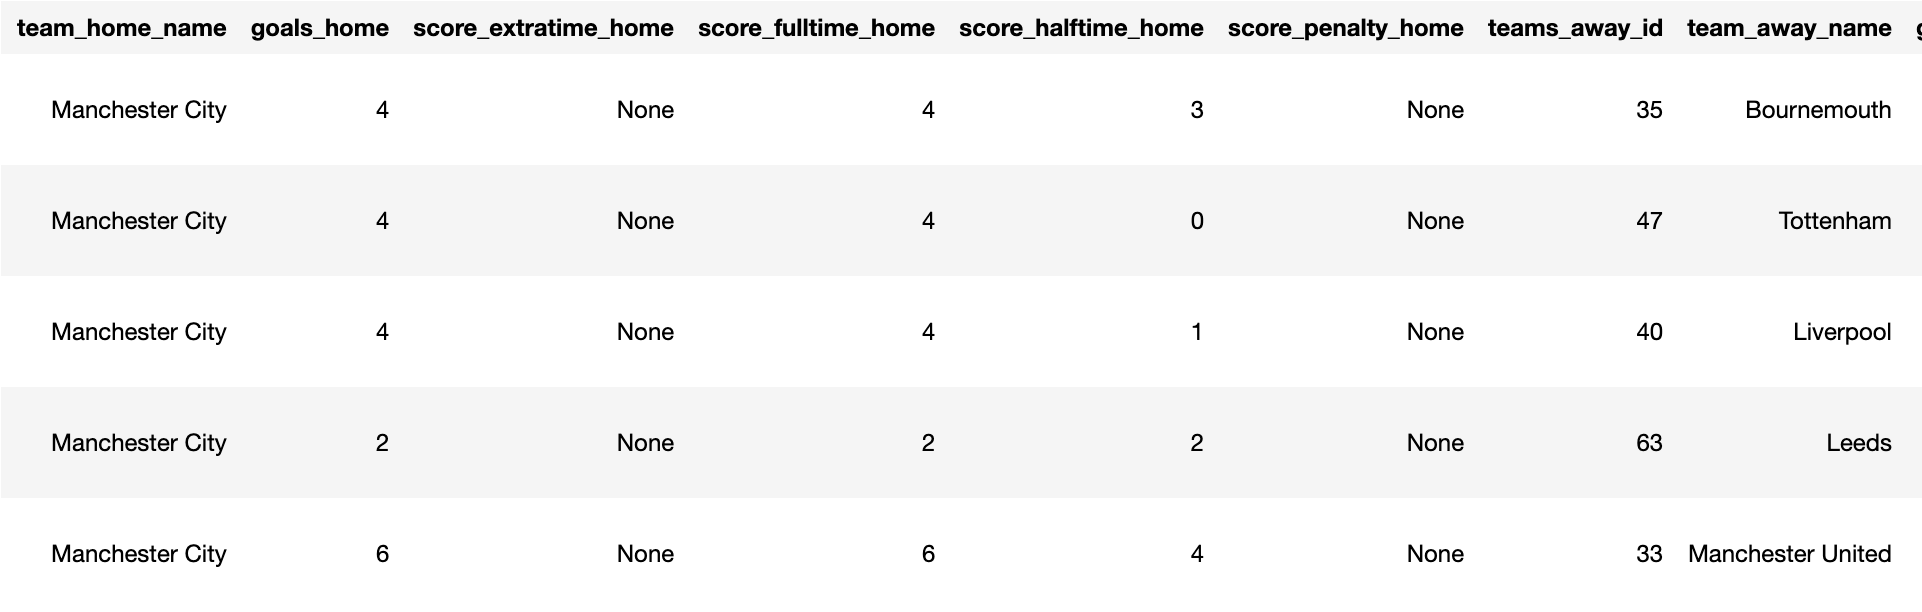 team_home_name goals_home score_extratime_home score_fulltime_home score_halftime_home score_penalty_home teams_away_id team_away_name
Manchester City 4 None 4 3 None 35 Bournemouth
Manchester City 4 None 4 0 None 47 Tottenham
Manchester City 4 None 4 1 None 40 Liverpool
Manchester City 2 None 2 2 None 63 Leeds
Manchester City 6 None 6 4 None 33 Manchester United